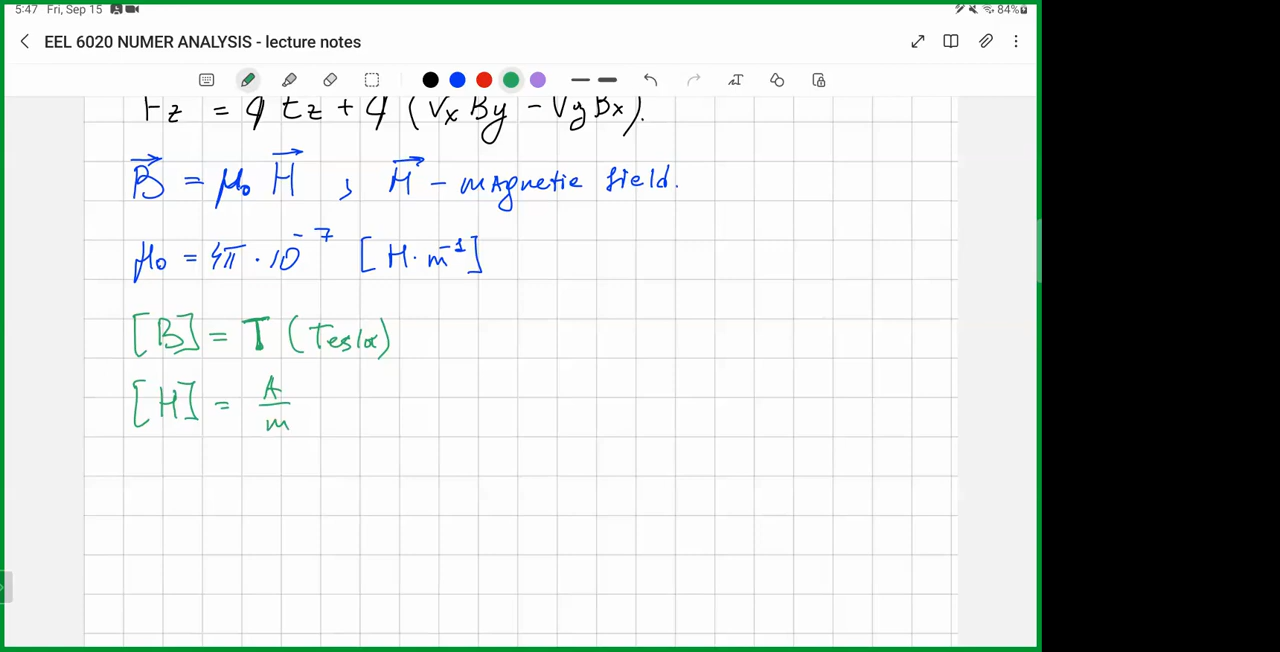 5:47 Fri, Sep 15 84%
EEL 6020 NUMER ANALYSIS - lecture notes
Fz = q Ez + q (Vx By - Vy Bx).
B⃗ = μ₀ H⃗ , H⃗ - magnetic field.
μ₀ = 4π · 10⁻⁷ [H · m⁻¹]
[B] = T (Tesla)
[H] = A/m